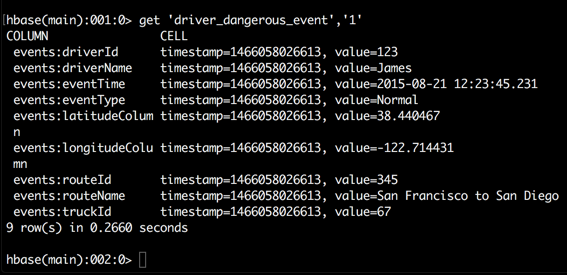 hbase(main):001:0> get 'driver_dangerous_event','1'
COLUMN CELL
events:driverId timestamp=1466058026613, value=123
events:driverName timestamp=1466058026613, value=James
events:eventTime timestamp=1466058026613, value=2015-08-21 12:23:45.231
events:eventType timestamp=1466058026613, value=Normal
events:latitudeColum timestamp=1466058026613, value=38.440467
n
events:longitudeColu timestamp=1466058026613, value=-122.714431
mn
events:routeId timestamp=1466058026613, value=345
events:routeName timestamp=1466058026613, value=San Francisco to San Diego
events:truckId timestamp=1466058026613, value=67
9 row(s) in 0.2660 seconds
hbase(main):002:0>